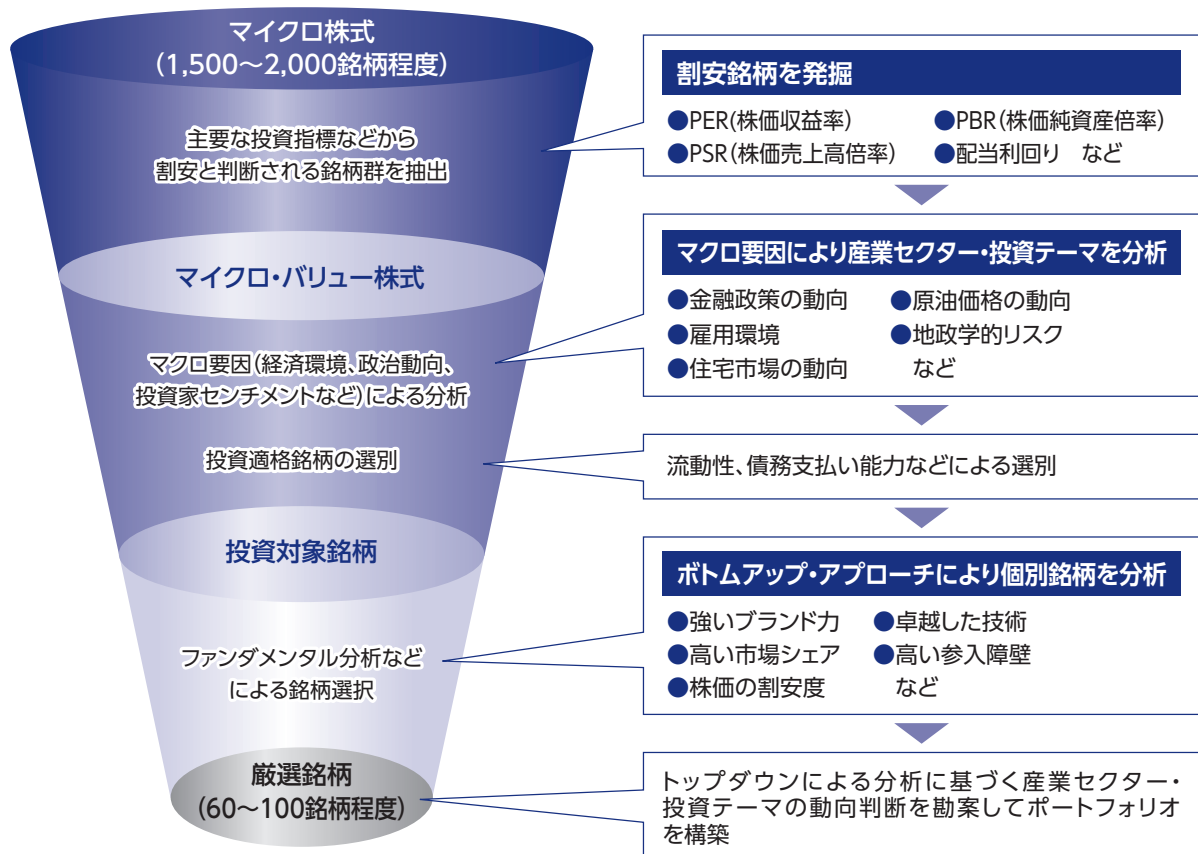 マイクロ株式
(1,500～2,000銘柄程度)
主要な投資指標などから
割安と判断される銘柄群を抽出
マイクロ・バリュー株式
マクロ要因(経済環境、政治動向、
投資家センチメントなど)による分析
投資適格銘柄の選別
投資対象銘柄
ファンダメンタル分析など
による銘柄選択
厳選銘柄
(60～100銘柄程度)
割安銘柄を発掘
●PER(株価収益率) ●PBR(株価純資産倍率)
●PSR(株価売上高倍率) ●配当利回り など
マクロ要因により産業セクター・投資テーマを分析
●金融政策の動向 ●原油価格の動向
●雇用環境 ●地政学的リスク
●住宅市場の動向 など
流動性、債務支払い能力などによる選別
ボトムアップ・アプローチにより個別銘柄を分析
●強いブランド力 ●卓越した技術
●高い市場シェア ●高い参入障壁
●株価の割安度 など
トップダウンによる分析に基づく産業セクター・
投資テーマの動向判断を勘案してポートフォリオ
を構築